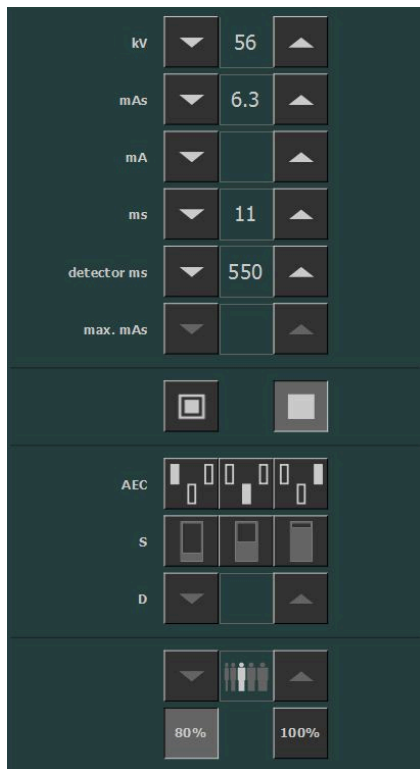 kV 56
mAs 6.3
mA
ms 11
detector ms 550
max. mAs
AEC
S
D
80% 100%